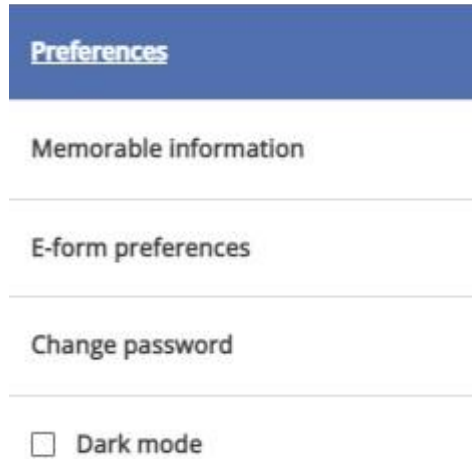 Preferences
Memorable information
E-form preferences
Change password
Dark mode